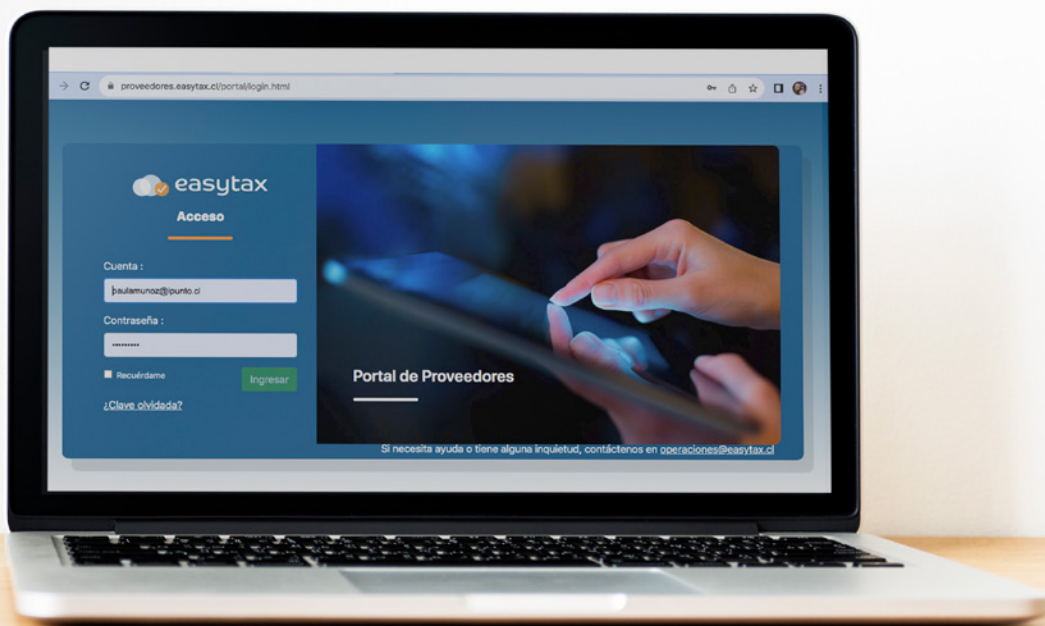 proveedores.easytax.cl/portal/login.html
easytax
Acceso
Cuenta :
paulamunoz@ipunto.cl
Contraseña :
Recuérdame
Ingresar
¿Clave olvidada?
Portal de Proveedores
Si necesita ayuda o tiene alguna inquietud, contáctenos en operaciones@easytax.cl